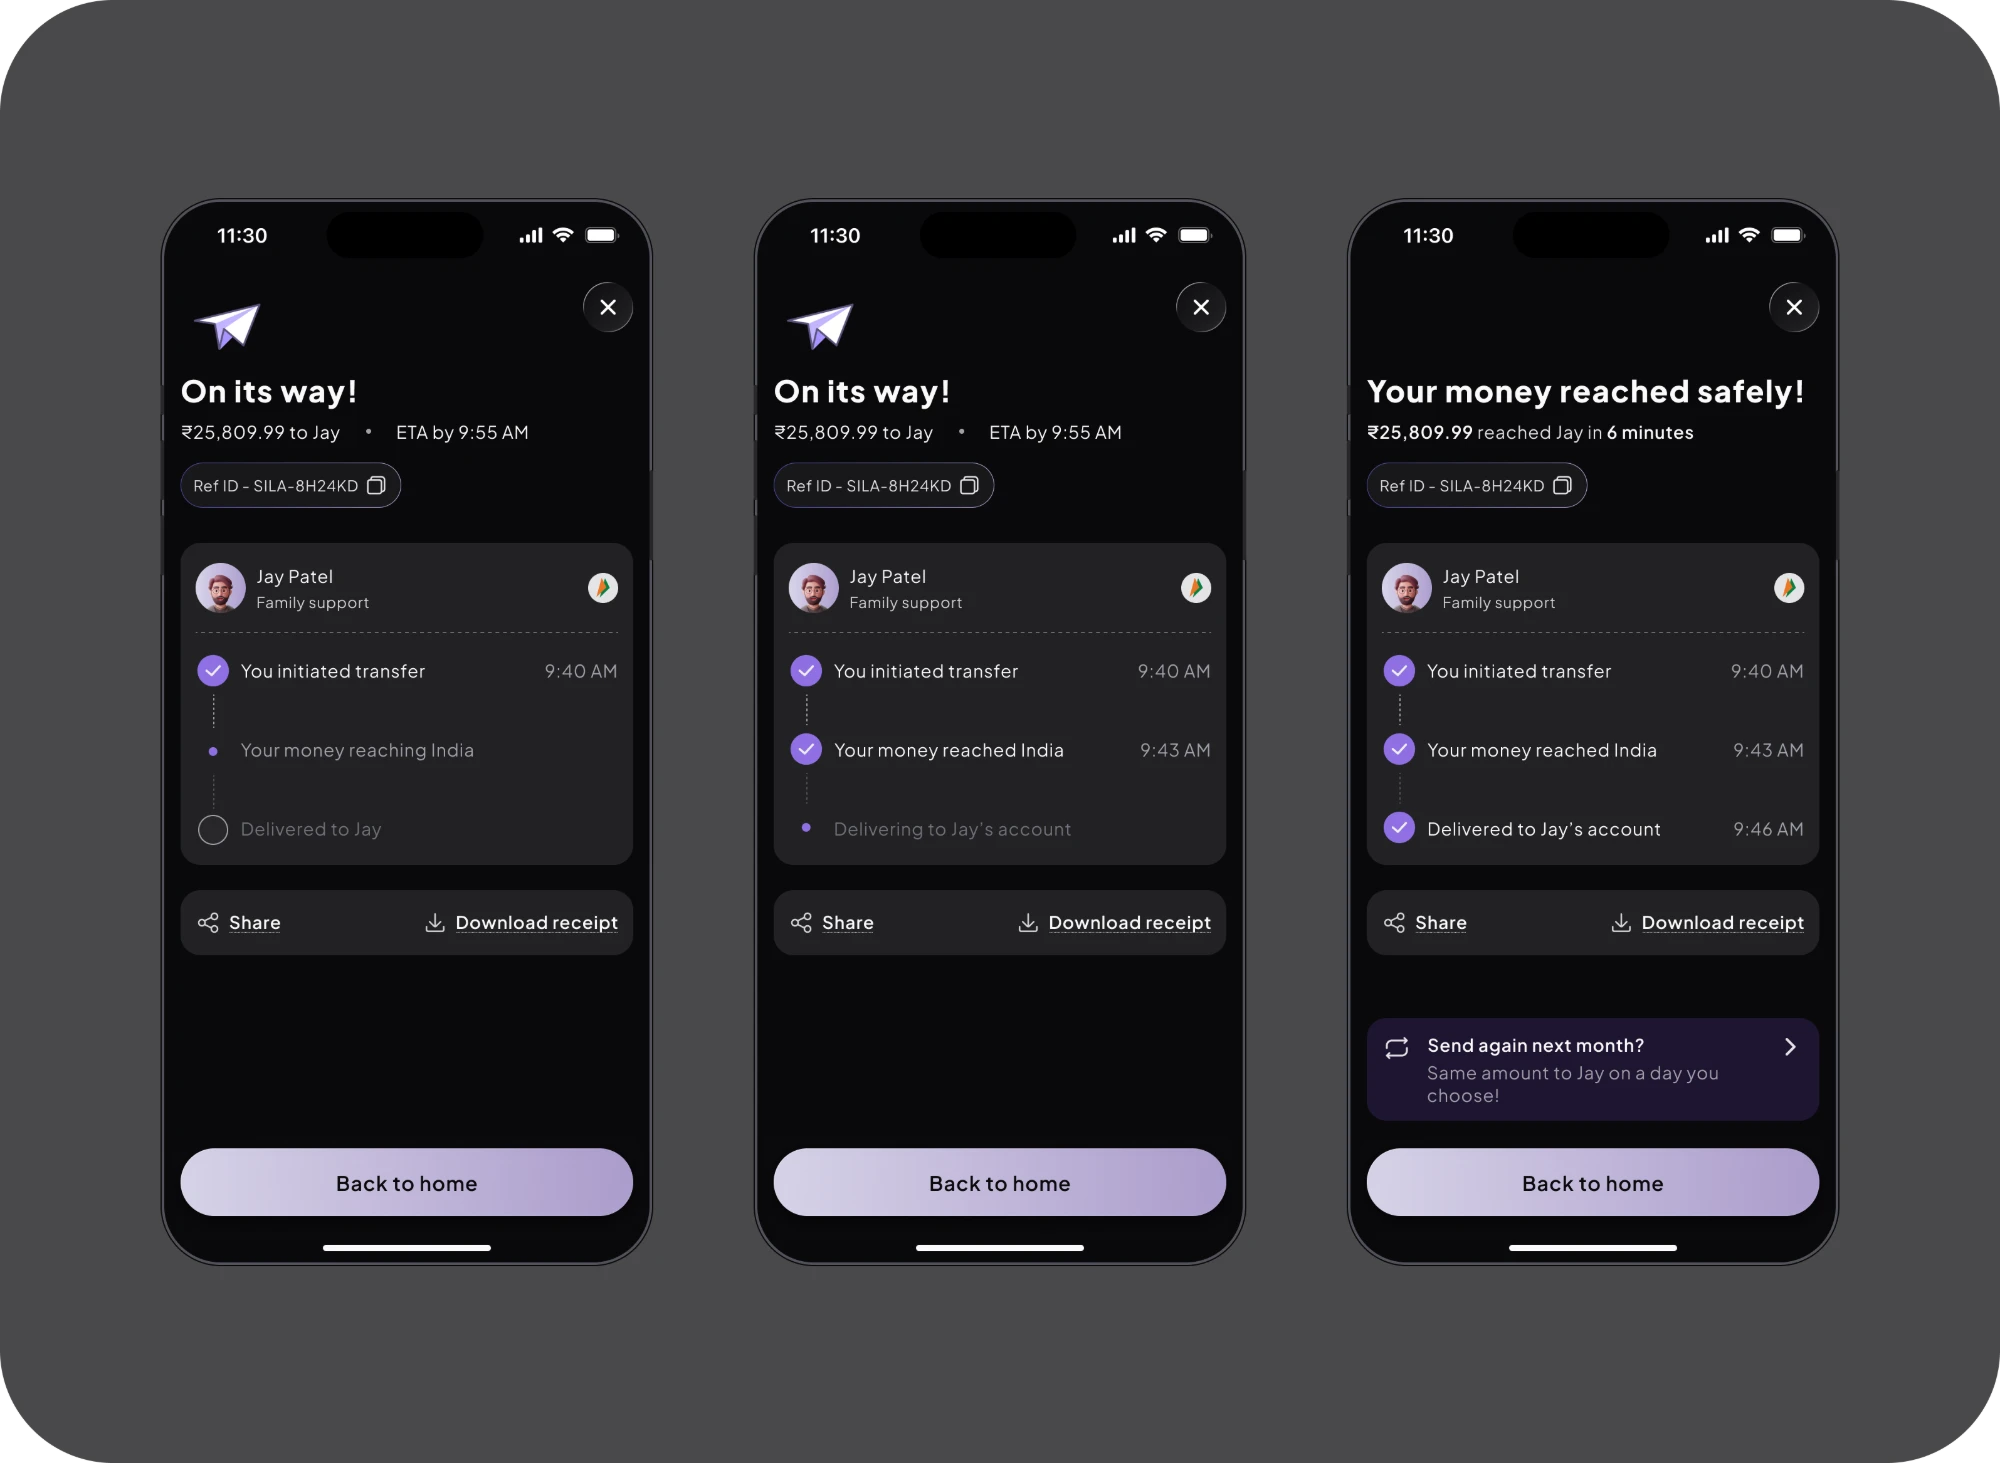 11:30
On its way!
₹25,809.99 to Jay • ETA by 9:55 AM
Ref ID - SILA-8H24KD
Jay Patel
Family support
You initiated transfer 9:40 AM
Your money reaching India
Delivered to Jay
Share Download receipt
Back to home
11:30
On its way!
₹25,809.99 to Jay • ETA by 9:55 AM
Ref ID - SILA-8H24KD
Jay Patel
Family support
You initiated transfer 9:40 AM
Your money reached India 9:43 AM
Delivering to Jay’s account
Share Download receipt
Back to home
11:30
Your money reached safely!
₹25,809.99 reached Jay in 6 minutes
Ref ID - SILA-8H24KD
Jay Patel
Family support
You initiated transfer 9:40 AM
Your money reached India 9:43 AM
Delivered to Jay’s account 9:46 AM
Share Download receipt
Send again next month?
Same amount to Jay on a day you
choose!
Back to home